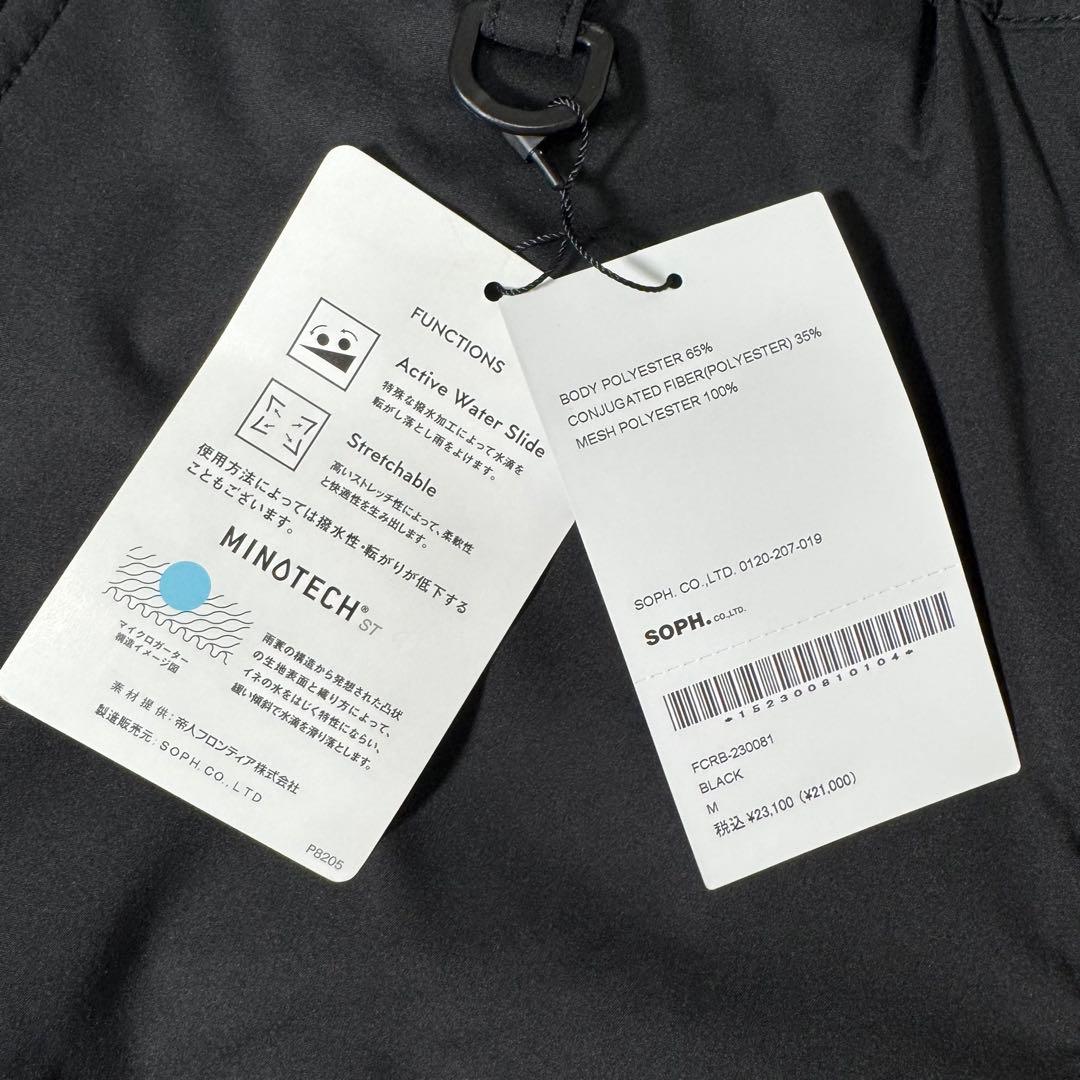 FUNCTIONS
Active Water Slide
特殊な撥水加工によって水滴を
転がし落とし雨をよけます。
Stretchable
高いストレッチ性によって、柔軟性
と快適性を生み出します。
使用方法によっては撥水性・転がりが低下する
こともございます。
MINOTECH® ST
マイクロガーター
構造イメージ図
雨蓑の構造から発想された凸状
の生地表面と織り方によって、
イネの水をはじく特性にならい、
緩い傾斜で水滴を滑り落とします。
素材提供:帝人フロンティア株式会社
製造販売元:SOPH.CO.,LTD
P8205
BODY POLYESTER 65%
CONJUGATED FIBER(POLYESTER) 35%
MESH POLYESTER 100%
SOPH. CO.,LTD. 0120-207-019
SOPH. CO.,LTD.
*152300810104*
FCRB-230081
BLACK
M
税込 ¥23,100 (¥21,000)